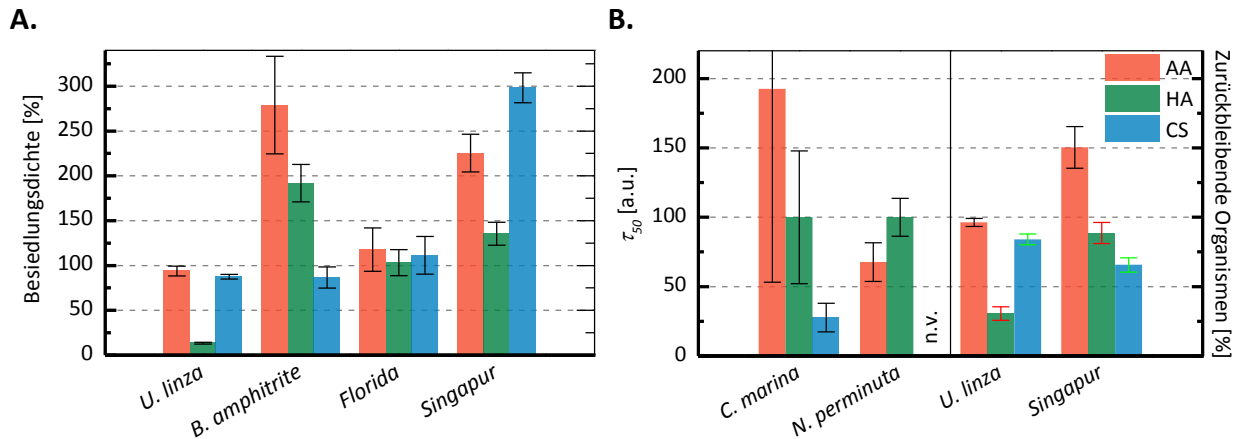 A.
Besiedlungsdichte [%]
300
250
200
150
100
50
0
U. linza
B. amphitrite
Florida
Singapur
B.
τ50 [a.u.]
200
150
100
50
0
n.v.
AA
HA
CS
Zurückbleibende Organismen [%]
C. marina
N. perminuta
U. linza
Singapur